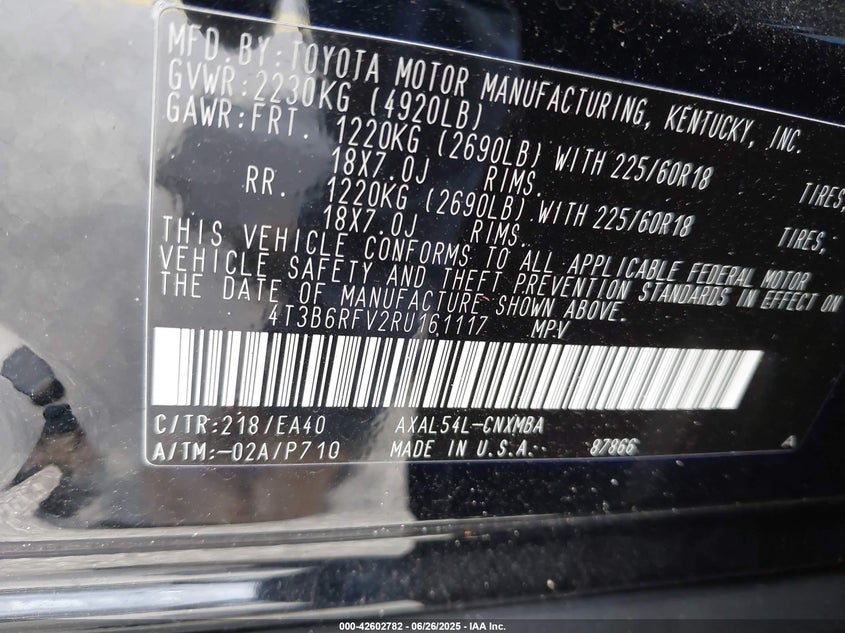 MFD.BY:TOYOTA MOTOR MANUFACTURING, KENTUCKY, INC.
GVWR:2230KG (4920LB)
GAWR:FRT. 1220KG (2690LB) WITH 225/60R18 TIRES,
18X7.0J RIMS.
RR. 1220KG (2690LB) WITH 225/60R18 TIRES,
18X7.0J RIMS.
THIS VEHICLE CONFORMS TO ALL APPLICABLE FEDERAL MOTOR
VEHICLE SAFETY AND THEFT PREVENTION STANDARDS IN EFFECT ON
THE DATE OF MANUFACTURE SHOWN ABOVE.
4T3B6RFV2RU161117 MPV
C/TR:218/EA40 AXAL54L-CNXMBA
A/TM:-02A/P710 MADE IN U.S.A. 87866 A
000-42602782 - 06/26/2025 - IAA Inc.